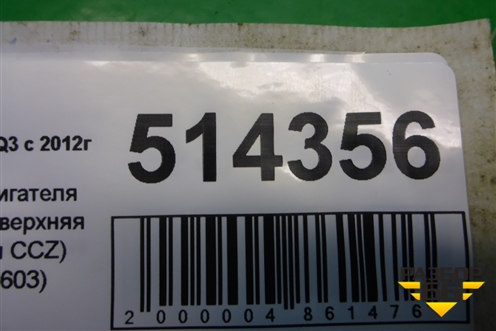 514356
Q3 с 2012г
игателя
верхняя
CCZ)
603)
2 000004 861476